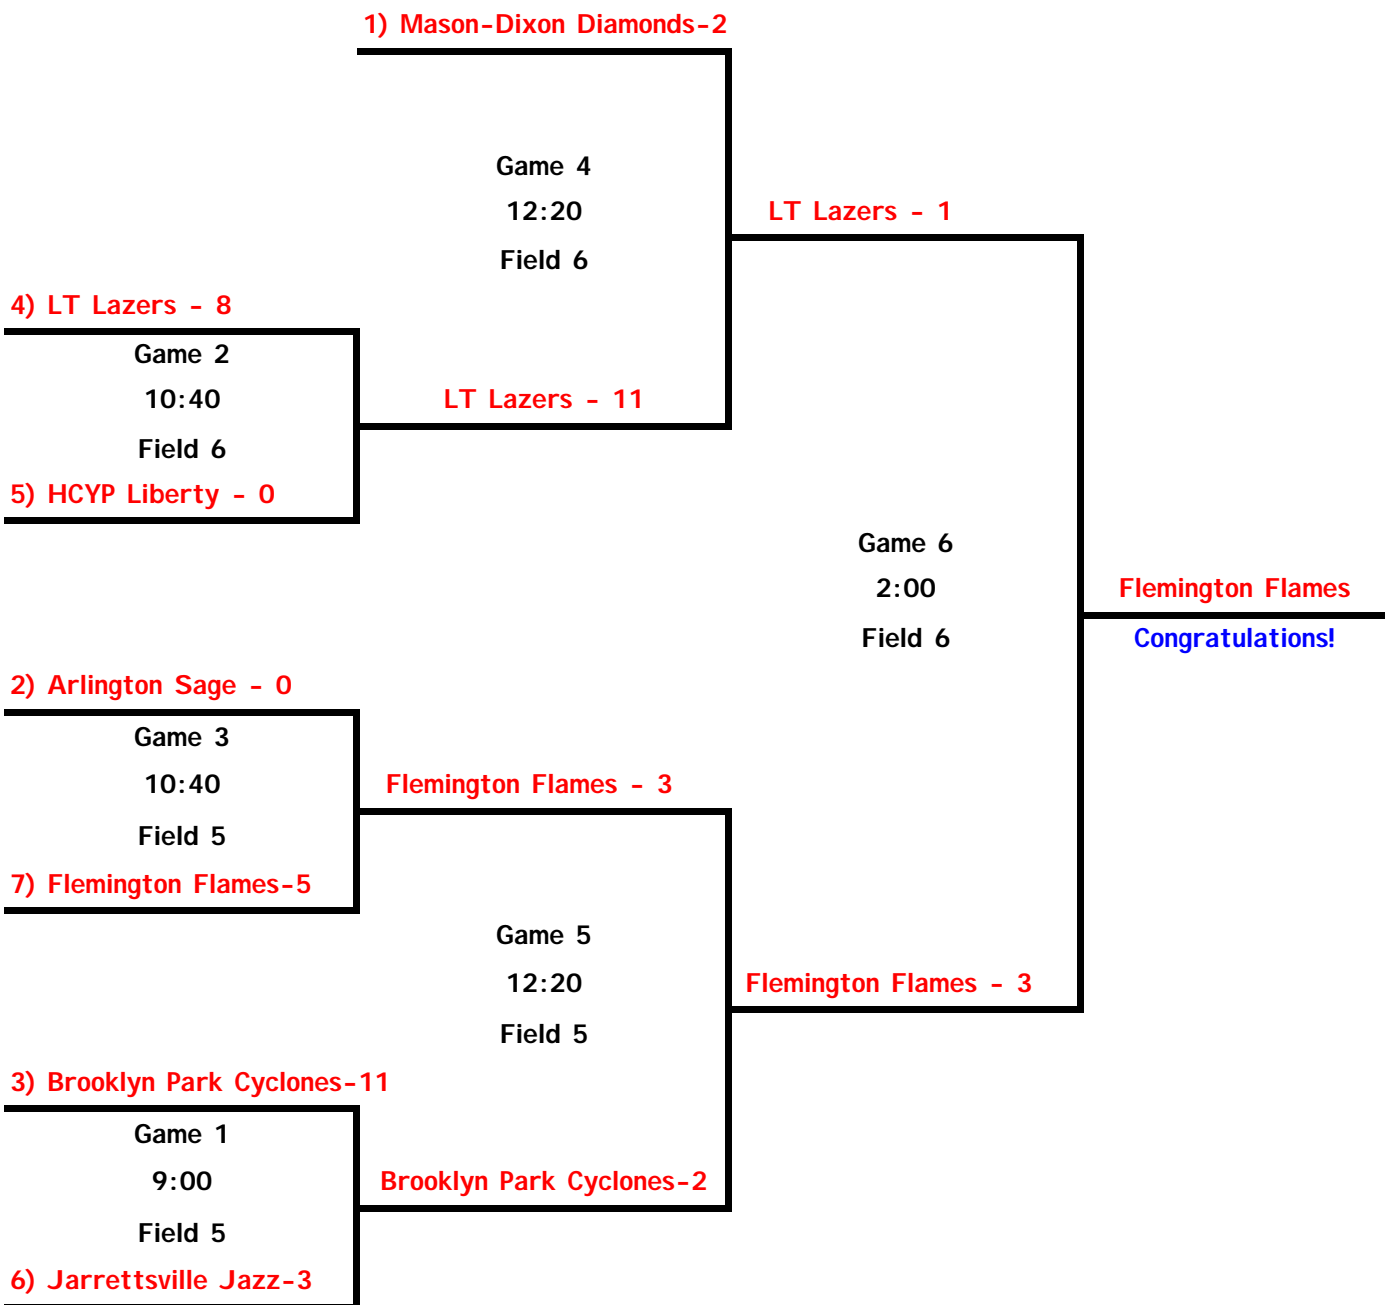 1) Mason-Dixon Diamonds-2
Game 4
12:20
Field 6
LT Lazers - 1
4) LT Lazers - 8
Game 2
10:40
Field 6
LT Lazers - 11
5) HCYP Liberty - 0
Game 6
2:00
Field 6
Flemington Flames
Congratulations!
2) Arlington Sage - 0
Game 3
10:40
Field 5
Flemington Flames - 3
7) Flemington Flames-5
Game 5
12:20
Field 5
Flemington Flames - 3
3) Brooklyn Park Cyclones-11
Game 1
9:00
Field 5
Brooklyn Park Cyclones-2
6) Jarrettsville Jazz-3